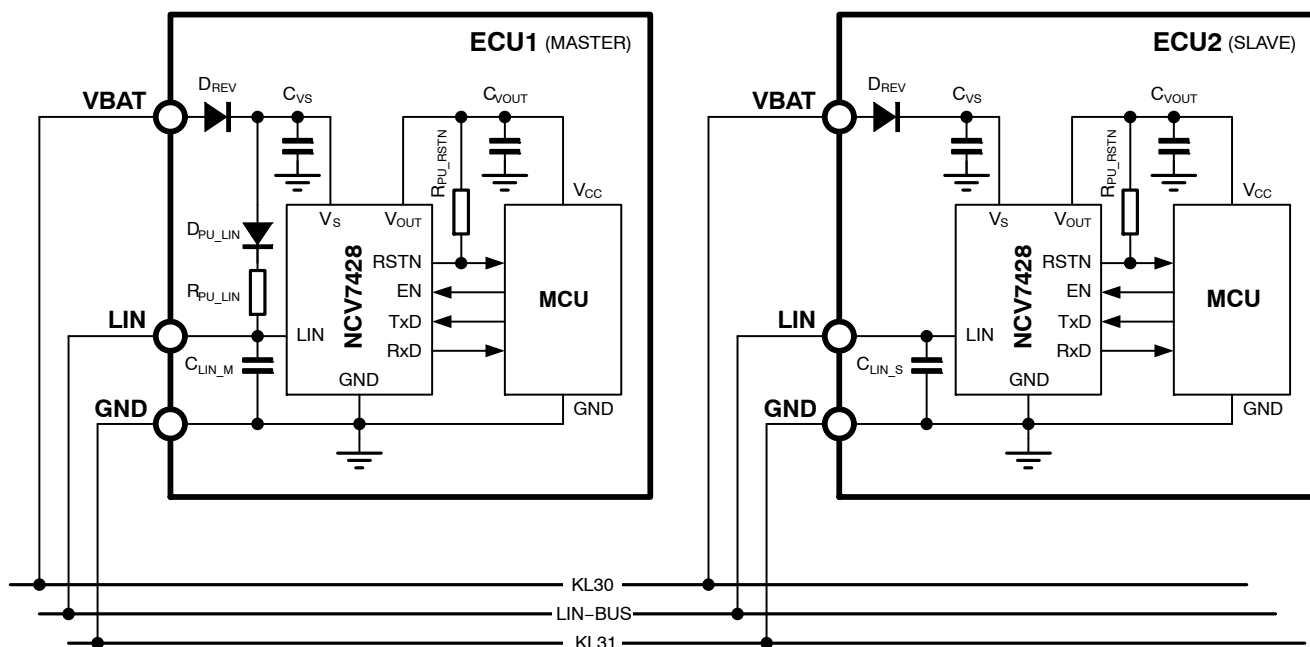 ECU1 (MASTER)
VBAT
DREV
CVS
CVOUT
RPU_RSTN
VCC
VS
VOUT
DPU_LIN
RPU_LIN
NCV7428
RSTN
EN
TxD
RxD
MCU
LIN
LIN
CLIN_M
GND
GND
GND
ECU2 (SLAVE)
VBAT
DREV
CVS
CVOUT
RPU_RSTN
VCC
VS
VOUT
NCV7428
RSTN
EN
TxD
RxD
MCU
LIN
LIN
CLIN_S
GND
GND
GND
KL30
LIN−BUS
KL31